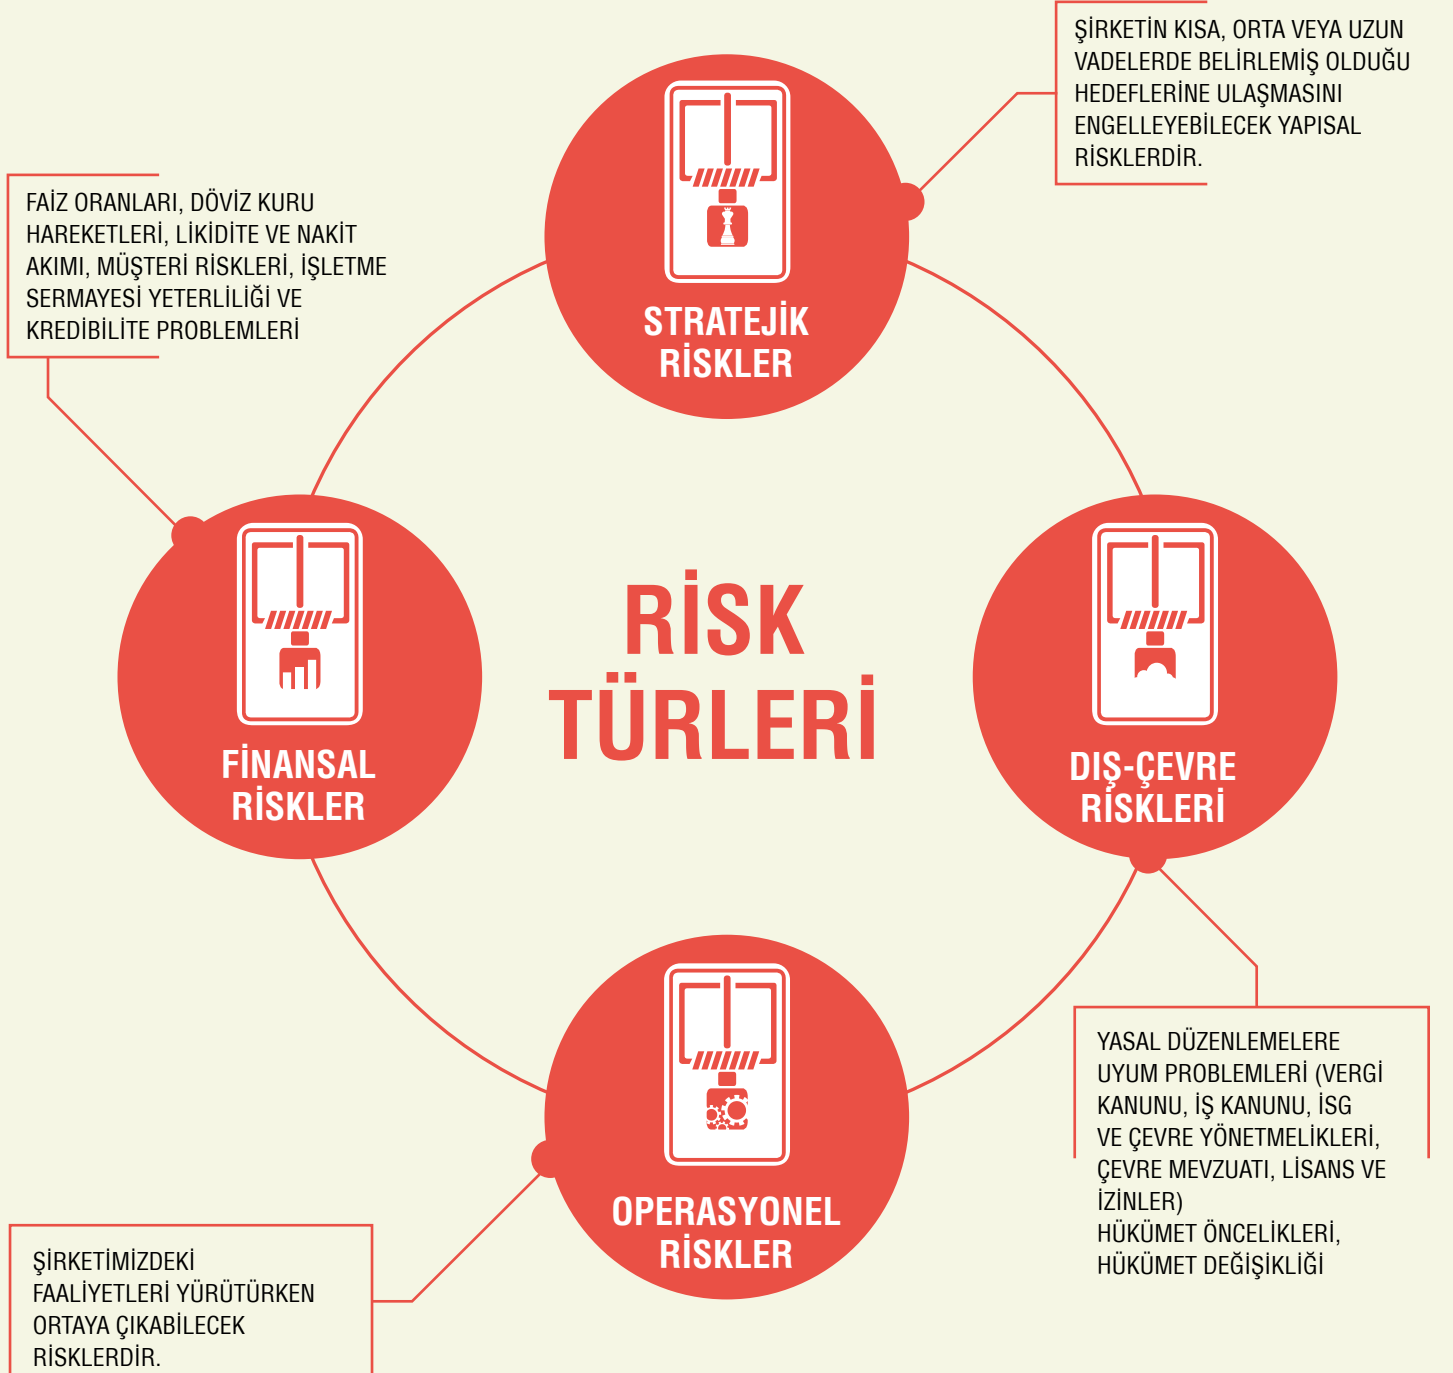 ŞİRKETİN KISA, ORTA VEYA UZUN
VADELERDE BELİRLEMİŞ OLDUĞU
HEDEFLERİNE ULAŞMASINI
ENGELLEYEBİLECEK YAPISAL
RİSKLERDİR.
FAİZ ORANLARI, DÖVİZ KURU
HAREKETLERİ, LİKİDİTE VE NAKİT
AKIMI, MÜŞTERİ RİSKLERİ, İŞLETME
SERMAYESİ YETERLİLİĞİ VE
KREDİBİLİTE PROBLEMLERİ
STRATEJİK
RİSKLER
RİSK
TÜRLERİ
FİNANSAL
RİSKLER
DIŞ-ÇEVRE
RİSKLERİ
OPERASYONEL
RİSKLER
YASAL DÜZENLEMELERE
UYUM PROBLEMLERİ (VERGİ
KANUNU, İŞ KANUNU, İSG
VE ÇEVRE YÖNETMELİKLERİ,
ÇEVRE MEVZUATI, LİSANS VE
İZİNLER)
HÜKÜMET ÖNCELİKLERİ,
HÜKÜMET DEĞİŞİKLİĞİ
ŞİRKETİMİZDEKİ
FAALİYETLERİ YÜRÜTÜRKEN
ORTAYA ÇIKABİLECEK
RİSKLERDİR.